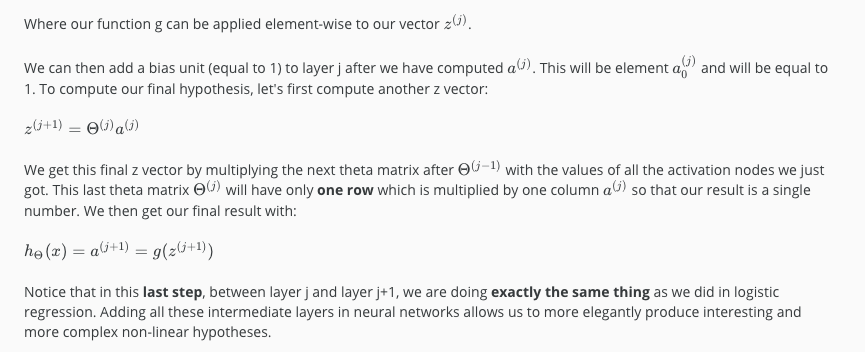 Where our function g can be applied element-wise to our vector z^{(j)}.
We can then add a bias unit (equal to 1) to layer j after we have computed a^{(j)}. This will be element a_0^{(j)} and will be equal to
1. To compute our final hypothesis, let's first compute another z vector:
z^{(j+1)} = Θ^{(j)}a^{(j)}
We get this final z vector by multiplying the next theta matrix after Θ^{(j−1)} with the values of all the activation nodes we just
got. This last theta matrix Θ^{(j)} will have only one row which is multiplied by one column a^{(j)} so that our result is a single
number. We then get our final result with:
h_Θ(x) = a^{(j+1)} = g(z^{(j+1)})
Notice that in this last step, between layer j and layer j+1, we are doing exactly the same thing as we did in logistic
regression. Adding all these intermediate layers in neural networks allows us to more elegantly produce interesting and
more complex non-linear hypotheses.